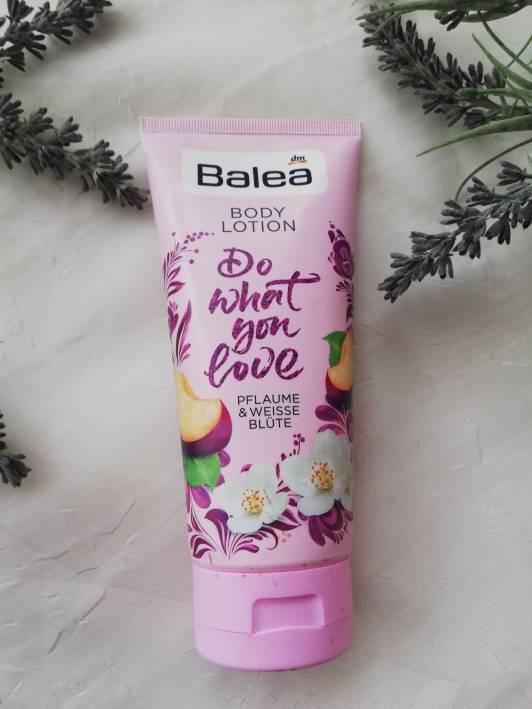 dm
Balea
BODY
LOTION
Do
what
you
love
PFLAUME
& WEISSE
BLÜTE